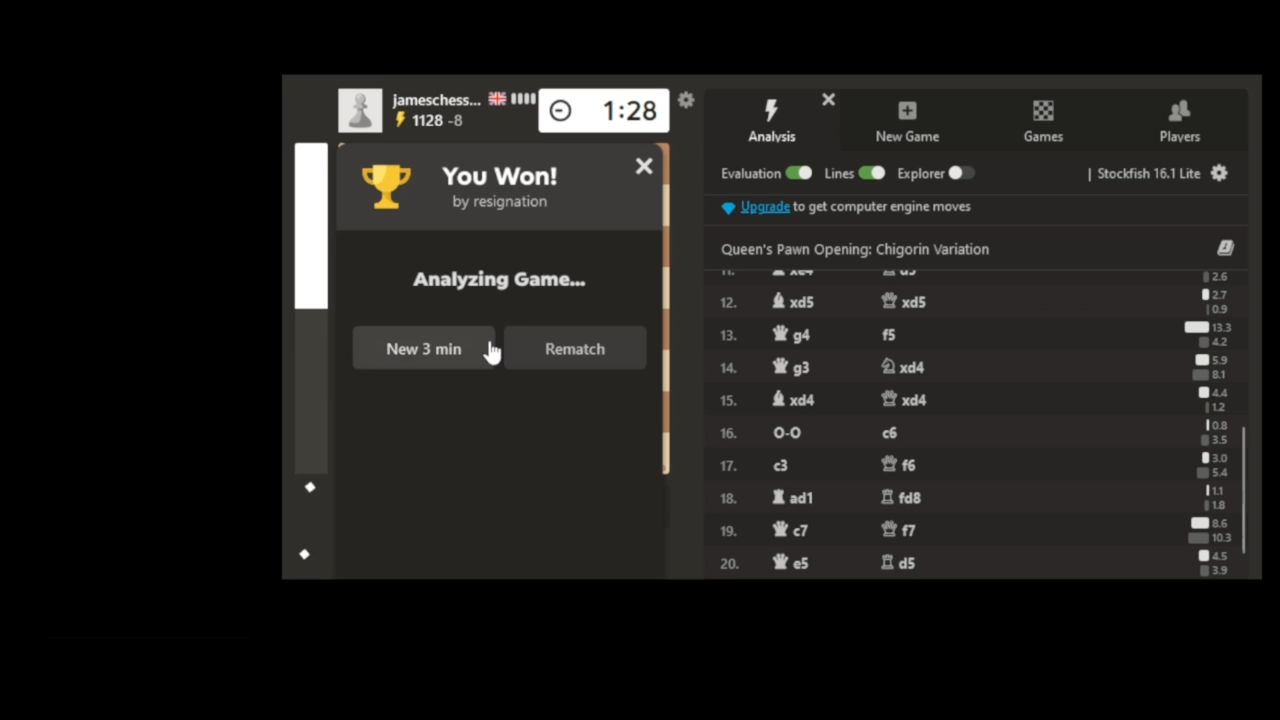 jameschess...
1128 -8
1:28
You Won!
by resignation
Analyzing Game...
New 3 min
Rematch
Analysis
New Game
Games
Players
Evaluation
Lines
Explorer
| Stockfish 16.1 Lite
Upgrade to get computer engine moves
Queen's Pawn Opening: Chigorin Variation
2.6
12. xd5 xd5 2.7
0.9
13. g4 f5 13.3
4.2
14. g3 xd4 5.9
8.1
15. xd4 xd4 4.4
1.2
16. O-O c6 0.8
3.5
17. c3 f6 3.0
5.4
18. ad1 fd8 1.1
1.8
19. c7 f7 8.6
10.3
20. e5 d5 4.5
3.9